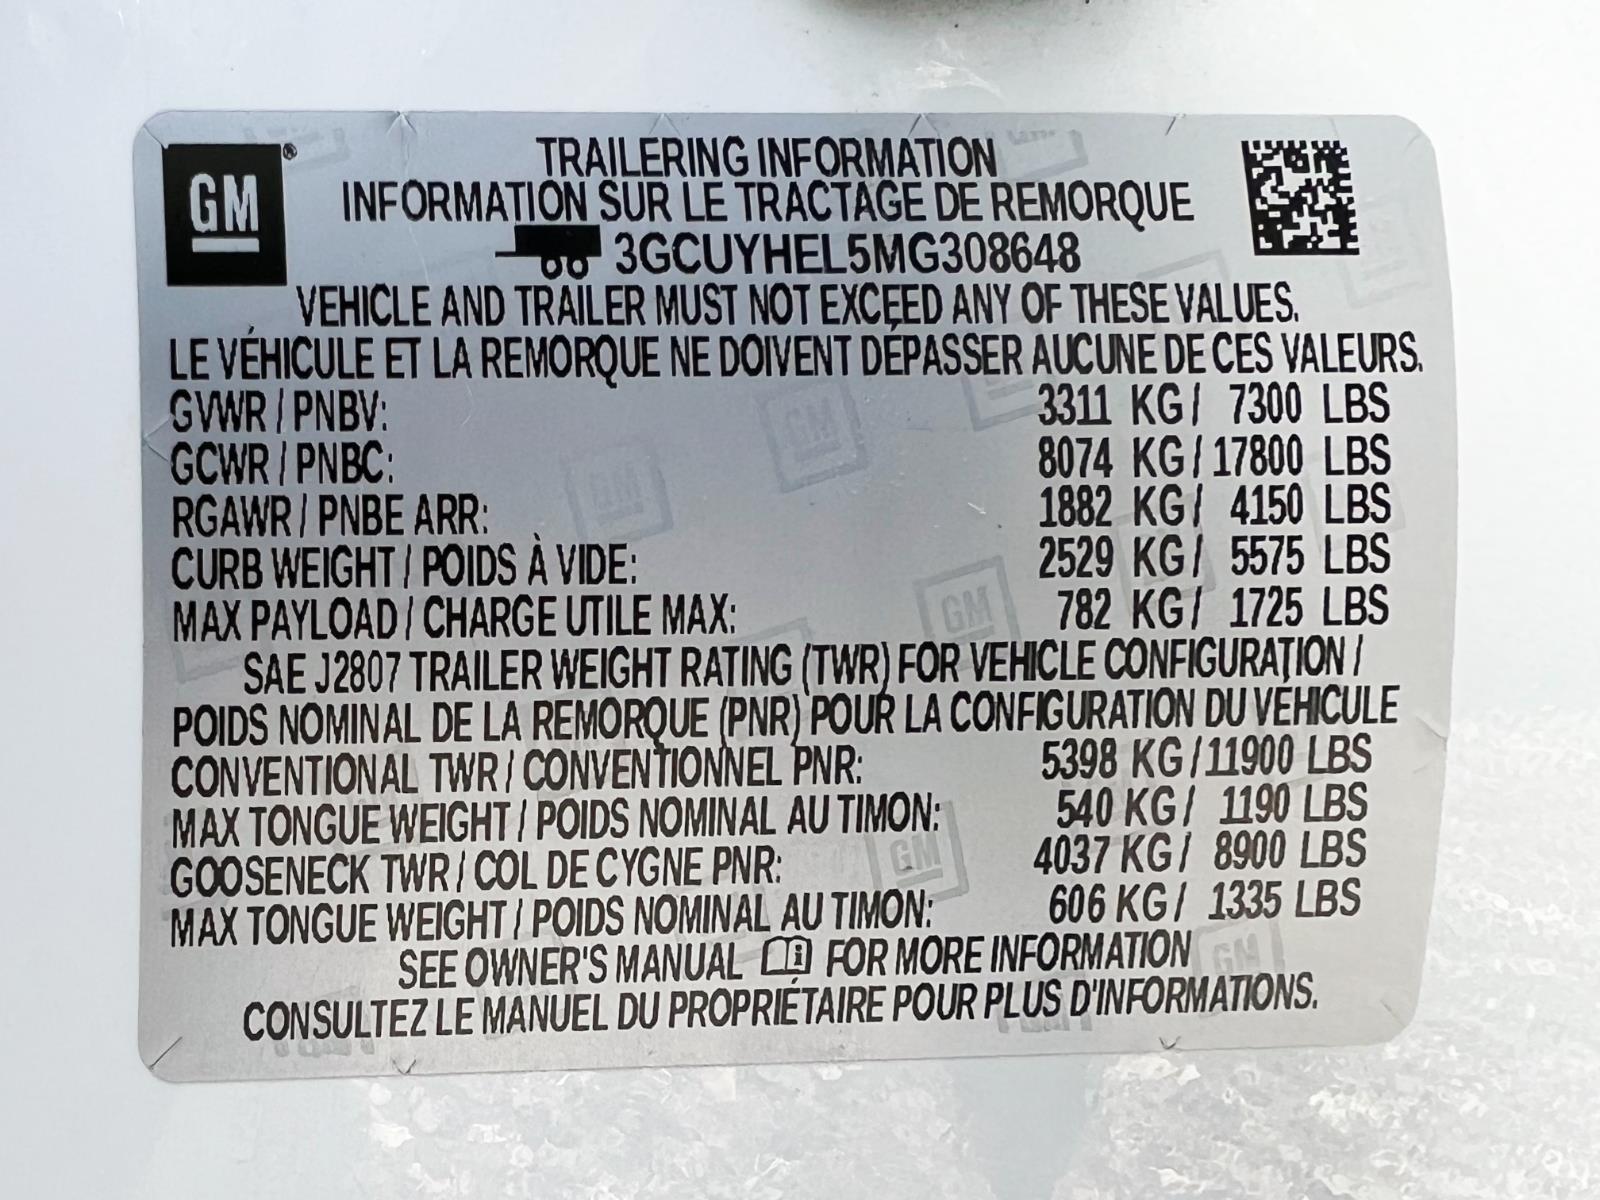 GM
TRAILERING INFORMATION
INFORMATION SUR LE TRACTAGE DE REMORQUE
3GCUYHEL5MG308648
VEHICLE AND TRAILER MUST NOT EXCEED ANY OF THESE VALUES.
LE VÉHICULE ET LA REMORQUE NE DOIVENT DÉPASSER AUCUNE DE CES VALEURS.
GVWR / PNBV: 3311 KG / 7300 LBS
GCWR / PNBC: 8074 KG / 17800 LBS
RGAWR / PNBE ARR: 1882 KG / 4150 LBS
CURB WEIGHT / POIDS À VIDE: 2529 KG / 5575 LBS
MAX PAYLOAD / CHARGE UTILE MAX: 782 KG / 1725 LBS
SAE J2807 TRAILER WEIGHT RATING (TWR) FOR VEHICLE CONFIGURATION /
POIDS NOMINAL DE LA REMORQUE (PNR) POUR LA CONFIGURATION DU VÉHICULE
CONVENTIONAL TWR / CONVENTIONNEL PNR: 5398 KG / 11900 LBS
MAX TONGUE WEIGHT / POIDS NOMINAL AU TIMON: 540 KG / 1190 LBS
GOOSENECK TWR / COL DE CYGNE PNR: 4037 KG / 8900 LBS
MAX TONGUE WEIGHT / POIDS NOMINAL AU TIMON: 606 KG / 1335 LBS
SEE OWNER'S MANUAL FOR MORE INFORMATION
CONSULTEZ LE MANUEL DU PROPRIÉTAIRE POUR PLUS D'INFORMATIONS.